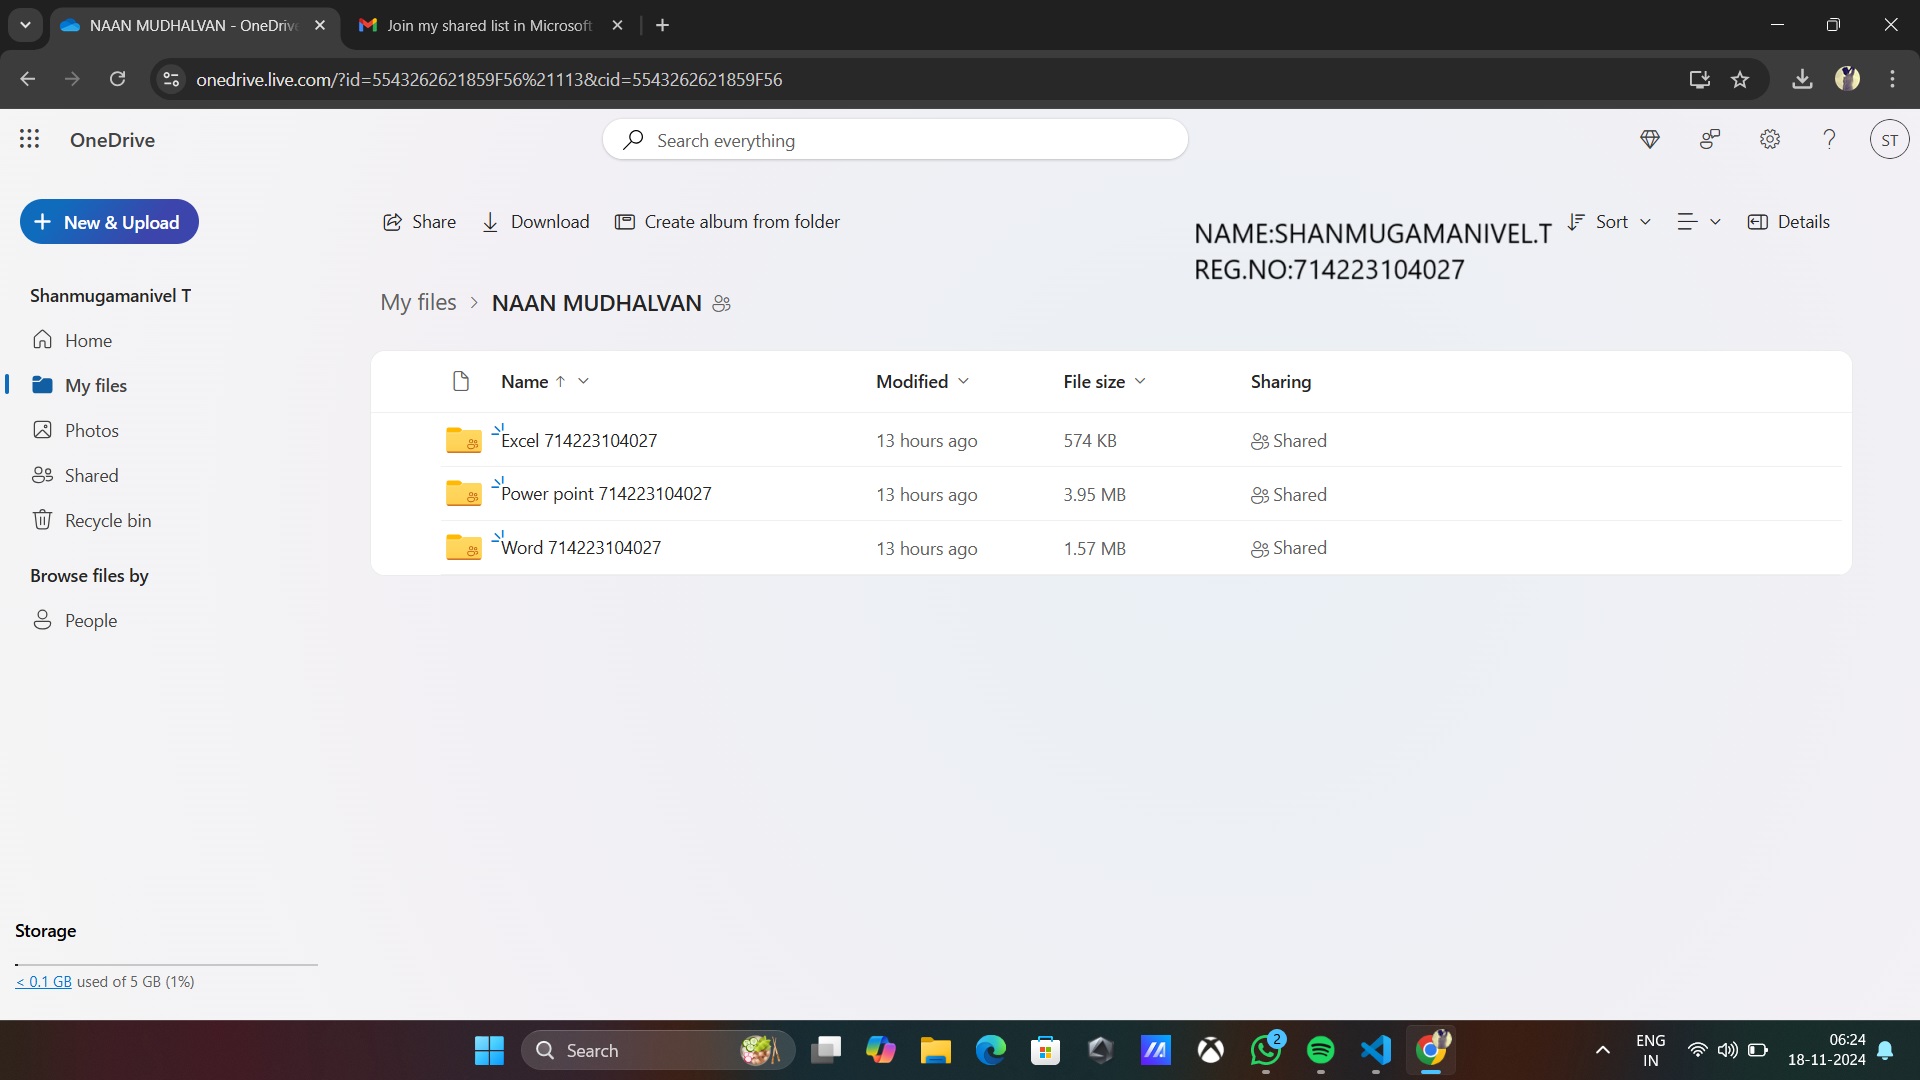 NAAN MUDHALVAN - OneDrive
Join my shared list in Microsoft
onedrive.live.com/?id=5543262621859F56%21113&cid=5543262621859F56
OneDrive
Search everything
ST
New & Upload
Share
Download
Create album from folder
NAME:SHANMUGAMANIVEL.T
REG.NO:714223104027
Sort
Details
Shanmugamanivel T
Home
My files
Photos
Shared
Recycle bin
Browse files by
People
My files > NAAN MUDHALVAN
Name Modified File size Sharing
Excel 714223104027 13 hours ago 574 KB Shared
Power point 714223104027 13 hours ago 3.95 MB Shared
Word 714223104027 13 hours ago 1.57 MB Shared
Storage
< 0.1 GB used of 5 GB (1%)
Search
2
ENG
IN
06:24
18-11-2024